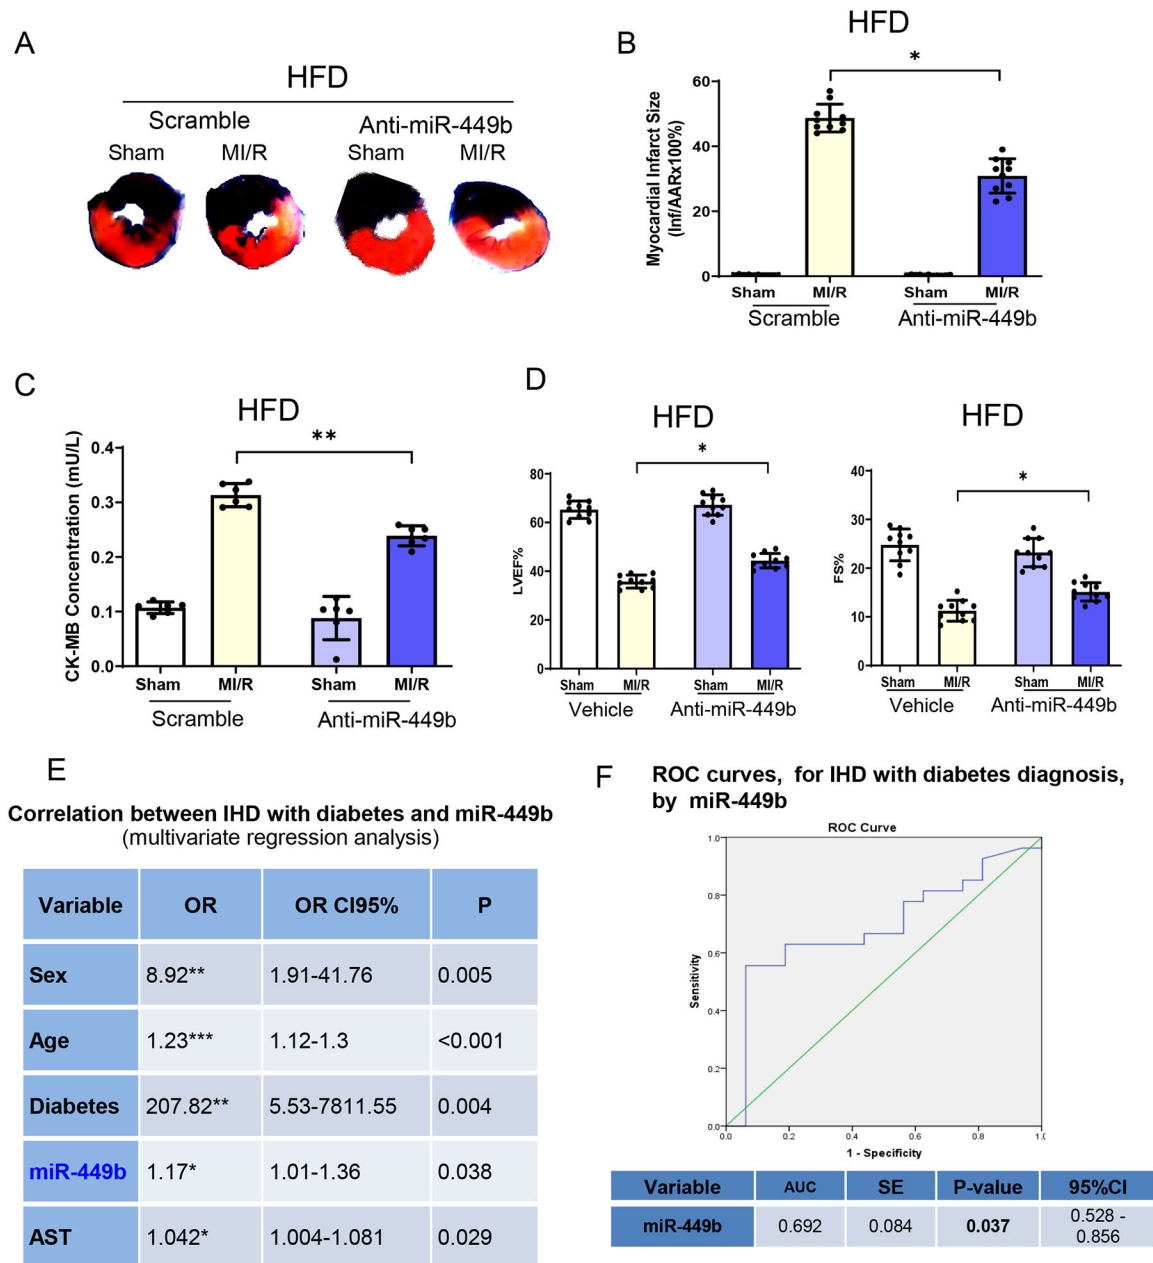 A
HFD
Scramble Anti-miR-449b
Sham MI/R Sham MI/R
B
HFD
*
Myocardial Infarct Size
(Inf/AARx100%)
60
40
20
0
Sham MI/R Sham MI/R
Scramble Anti-miR-449b
C
HFD
**
CK-MB Concentration (mU/L)
0.4
0.3
0.2
0.1
0.0
Sham MI/R Sham MI/R
Scramble Anti-miR-449b
D
HFD
*
LVEF%
80
60
40
20
0
Sham MI/R Sham MI/R
Vehicle Anti-miR-449b
HFD
*
FS%
40
30
20
10
0
Sham MI/R Sham MI/R
Vehicle Anti-miR-449b
E
Correlation between IHD with diabetes and miR-449b
(multivariate regression analysis)
Variable OR OR CI95% P
Sex 8.92** 1.91-41.76 0.005
Age 1.23*** 1.12-1.3 <0.001
Diabetes 207.82** 5.53-7811.55 0.004
miR-449b 1.17* 1.01-1.36 0.038
AST 1.042* 1.004-1.081 0.029
F
ROC curves, for IHD with diabetes diagnosis,
by miR-449b
ROC Curve
Sensitivity
1.0
0.8
0.6
0.4
0.2
0.0
0.0 0.2 0.4 0.6 0.8 1.0
1 - Specificity
Variable AUC SE P-value 95%CI
miR-449b 0.692 0.084 0.037 0.528 -
0.856